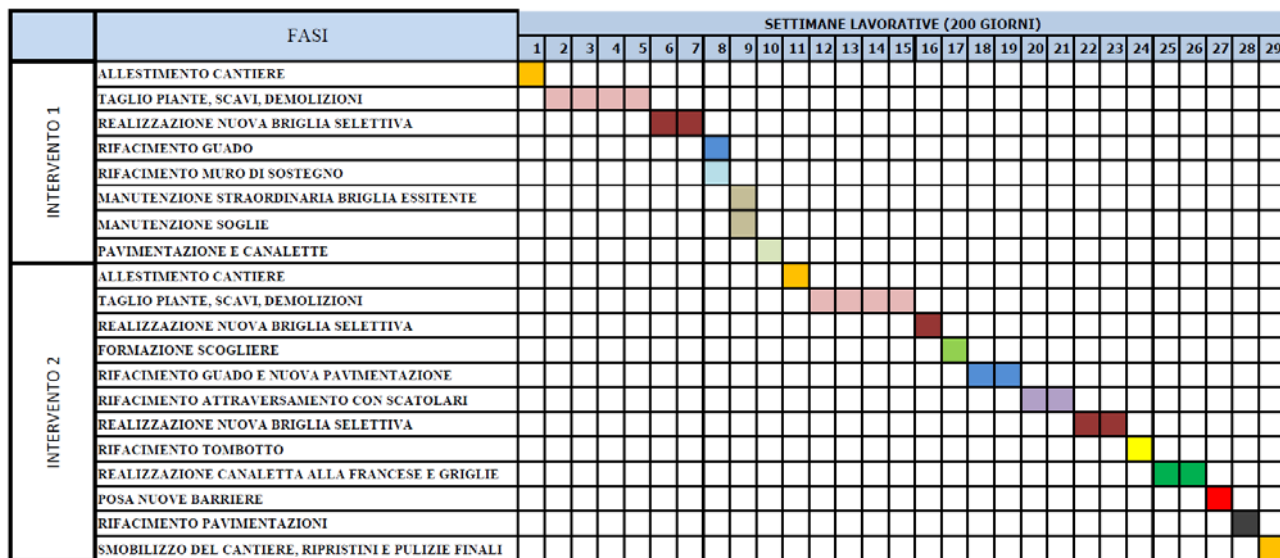 FASI
SETTIMANE LAVORATIVE (200 GIORNI)
1 2 3 4 5 6 7 8 9 10 11 12 13 14 15 16 17 18 19 20 21 22 23 24 25 26 27 28 29
INTERVENTO 1
ALLESTIMENTO CANTIERE
TAGLIO PIANTE, SCAVI, DEMOLIZIONI
REALIZZAZIONE NUOVA BRIGLIA SELETTIVA
RIFACIMENTO GUADO
RIFACIMENTO MURO DI SOSTEGNO
MANUTENZIONE STRAORDINARIA BRIGLIA ESSITENTE
MANUTENZIONE SOGLIE
PAVIMENTAZIONE E CANALETTE
INTERVENTO 2
ALLESTIMENTO CANTIERE
TAGLIO PIANTE, SCAVI, DEMOLIZIONI
REALIZZAZIONE NUOVA BRIGLIA SELETTIVA
FORMAZIONE SCOGLIERE
RIFACIMENTO GUADO E NUOVA PAVIMENTAZIONE
RIFACIMENTO ATTRAVERSAMENTO CON SCATOLARI
REALIZZAZIONE NUOVA BRIGLIA SELETTIVA
RIFACIMENTO TOMBOTTO
REALIZZAZIONE CANALETTA ALLA FRANCESE E GRIGLIE
POSA NUOVE BARRIERE
RIFACIMENTO PAVIMENTAZIONI
SMOBILIZZO DEL CANTIERE, RIPRISTINI E PULIZIE FINALI